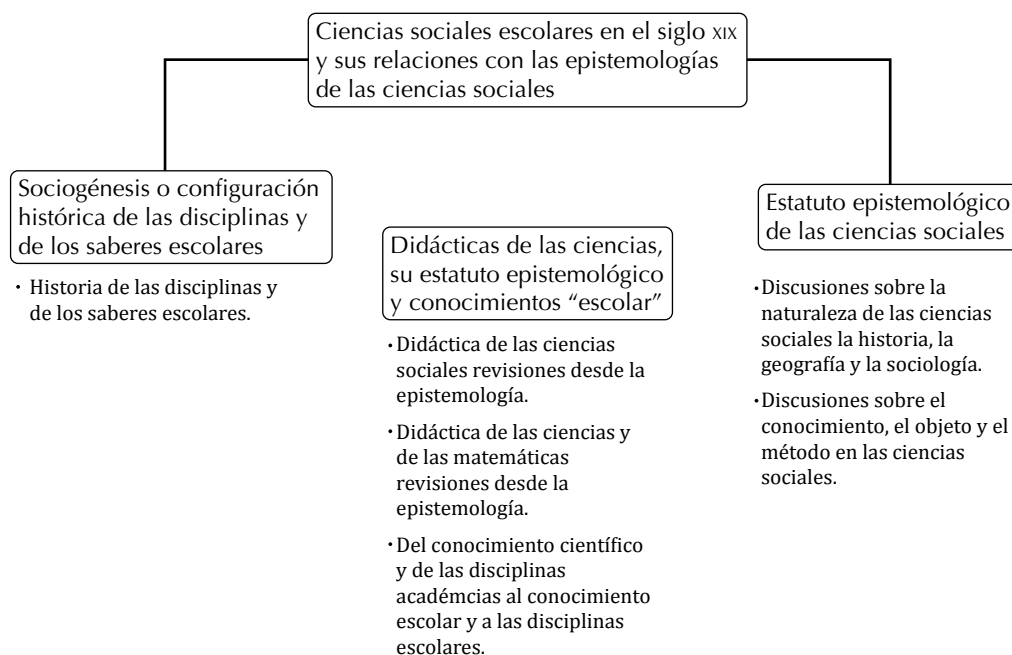 Ciencias sociales escolares en el siglo XIX
y sus relaciones con las epistemologías
de las ciencias sociales
Sociogénesis o configuración
histórica de las disciplinas y
de los saberes escolares
· Historia de las disciplinas y
de los saberes escolares.
Didácticas de las ciencias,
su estatuto epistemológico
y conocimientos “escolar”
· Didáctica de las ciencias
sociales revisiones desde la
epistemología.
· Didáctica de las ciencias y
de las matemáticas
revisiones desde la
epistemología.
· Del conocimiento científico
y de las disciplinas
académcias al conocimiento
escolar y a las disciplinas
escolares.
Estatuto epistemológico
de las ciencias sociales
· Discusiones sobre la
naturaleza de las ciencias
sociales la historia, la
geografía y la sociología.
· Discusiones sobre el
conocimiento, el objeto y el
método en las ciencias
sociales.